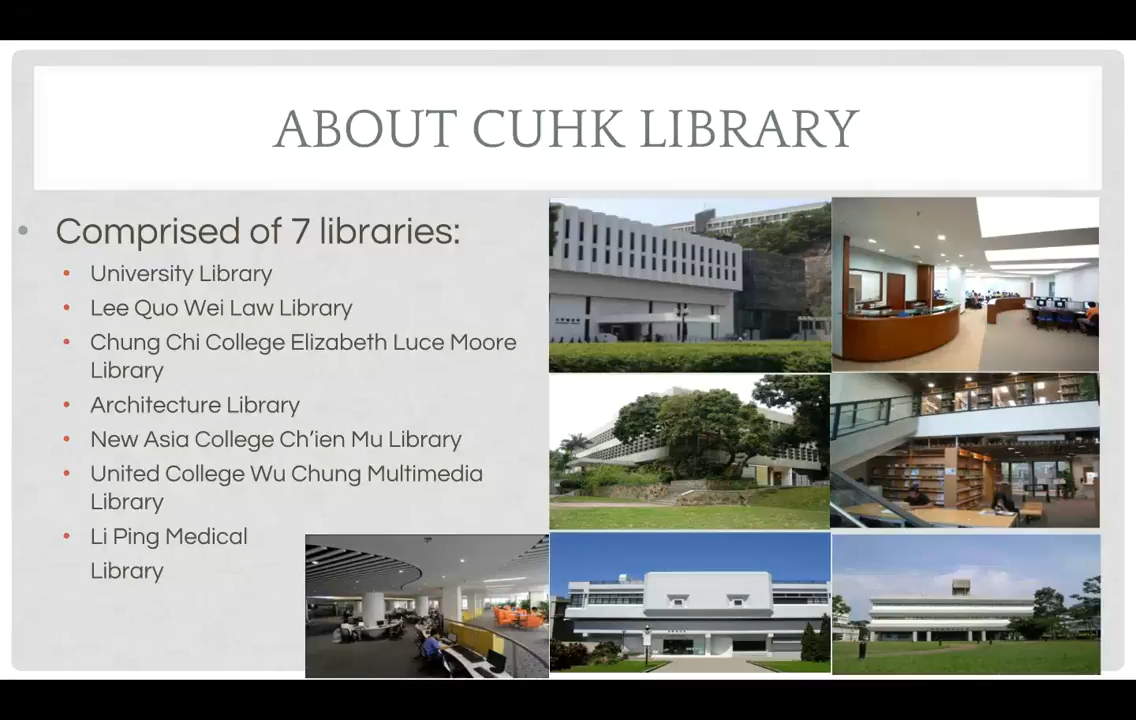 ABOUT CUHK LIBRARY
Comprised of 7 libraries:
University Library
Lee Quo Wei Law Library
Chung Chi College Elizabeth Luce Moore
Library
Architecture Library
New Asia College Ch’ien Mu Library
United College Wu Chung Multimedia
Library
Li Ping Medical
Library